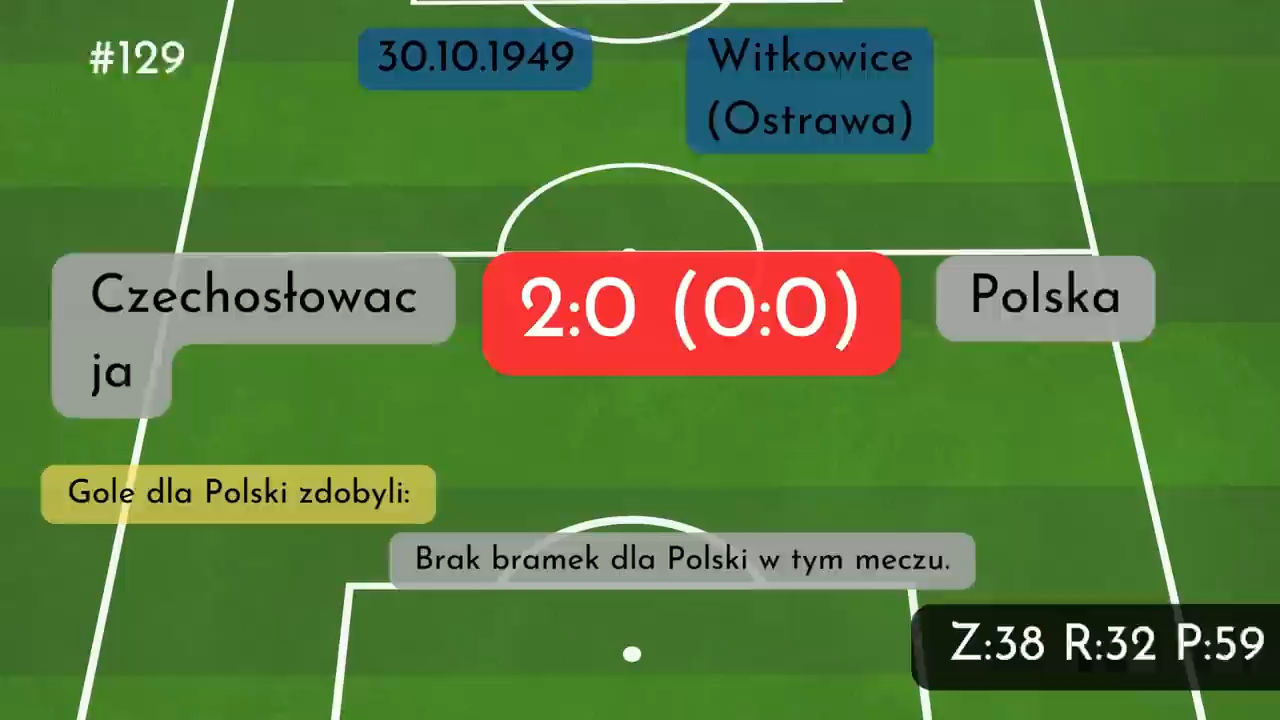 #129
30.10.1949
Witkowice
(Ostrawa)
Czechosłowac
ja
2:0 (0:0)
Polska
Gole dla Polski zdobyli:
Brak bramek dla Polski w tym meczu.
Z:38 R:32 P:59